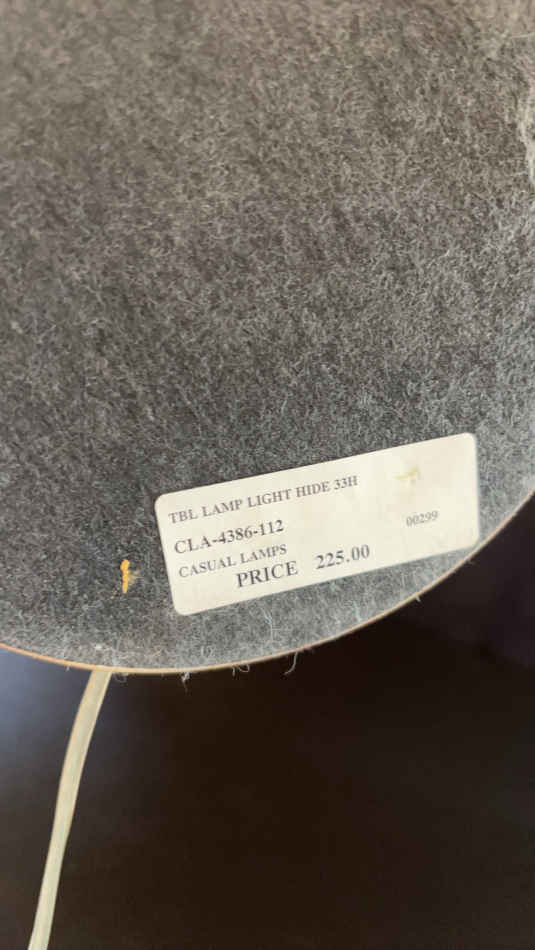 TBL LAMP LIGHT HIDE 33H
CLA-4386-112
00299
CASUAL LAMPS
PRICE 225.00